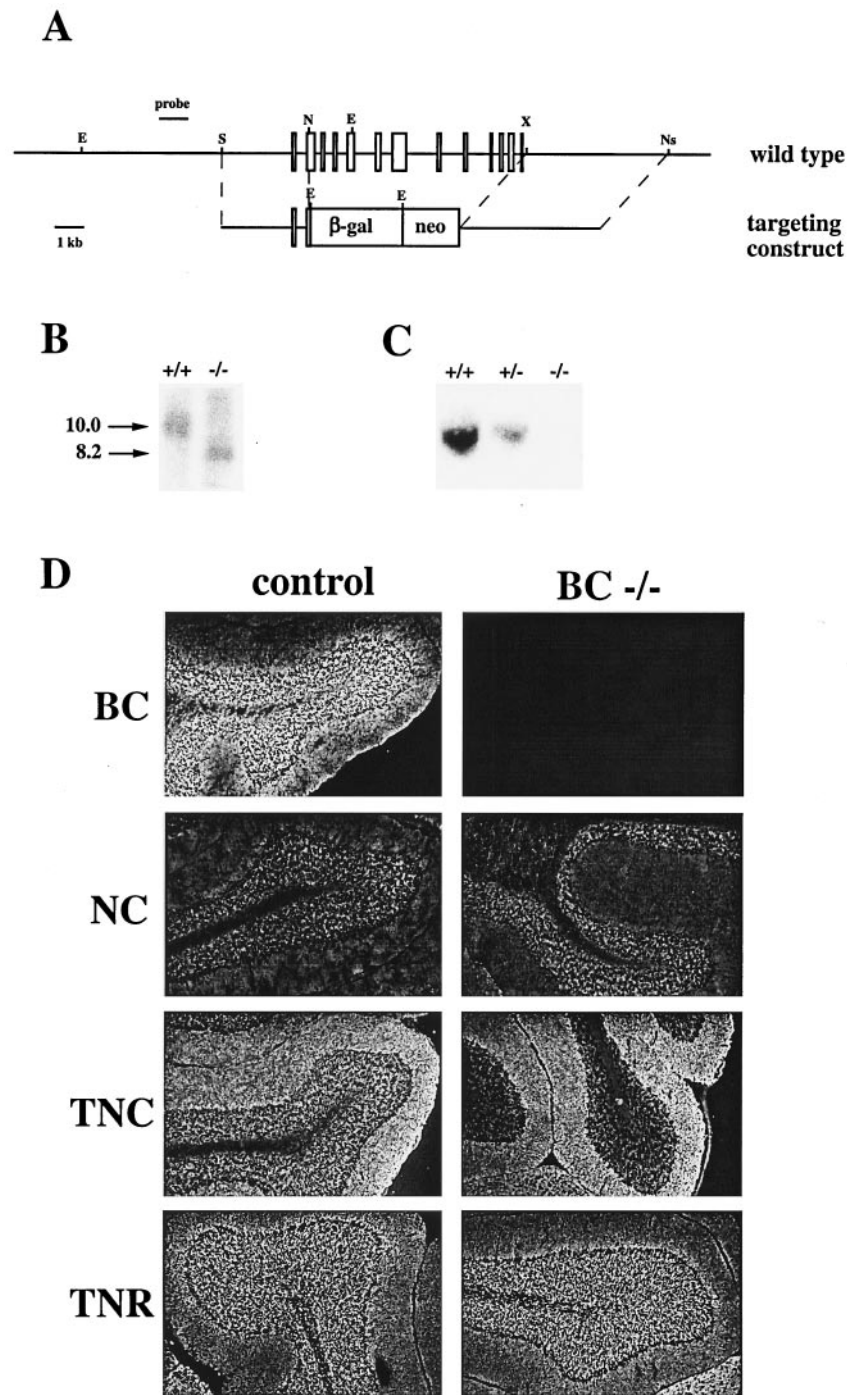 A
probe
E S N E X Ns
wild type
E E
β-gal neo
1 kb
targeting
construct
B
+/+ -/-
10.0
8.2
C
+/+ +/- -/-
D
control BC -/-
BC
NC
TNC
TNR